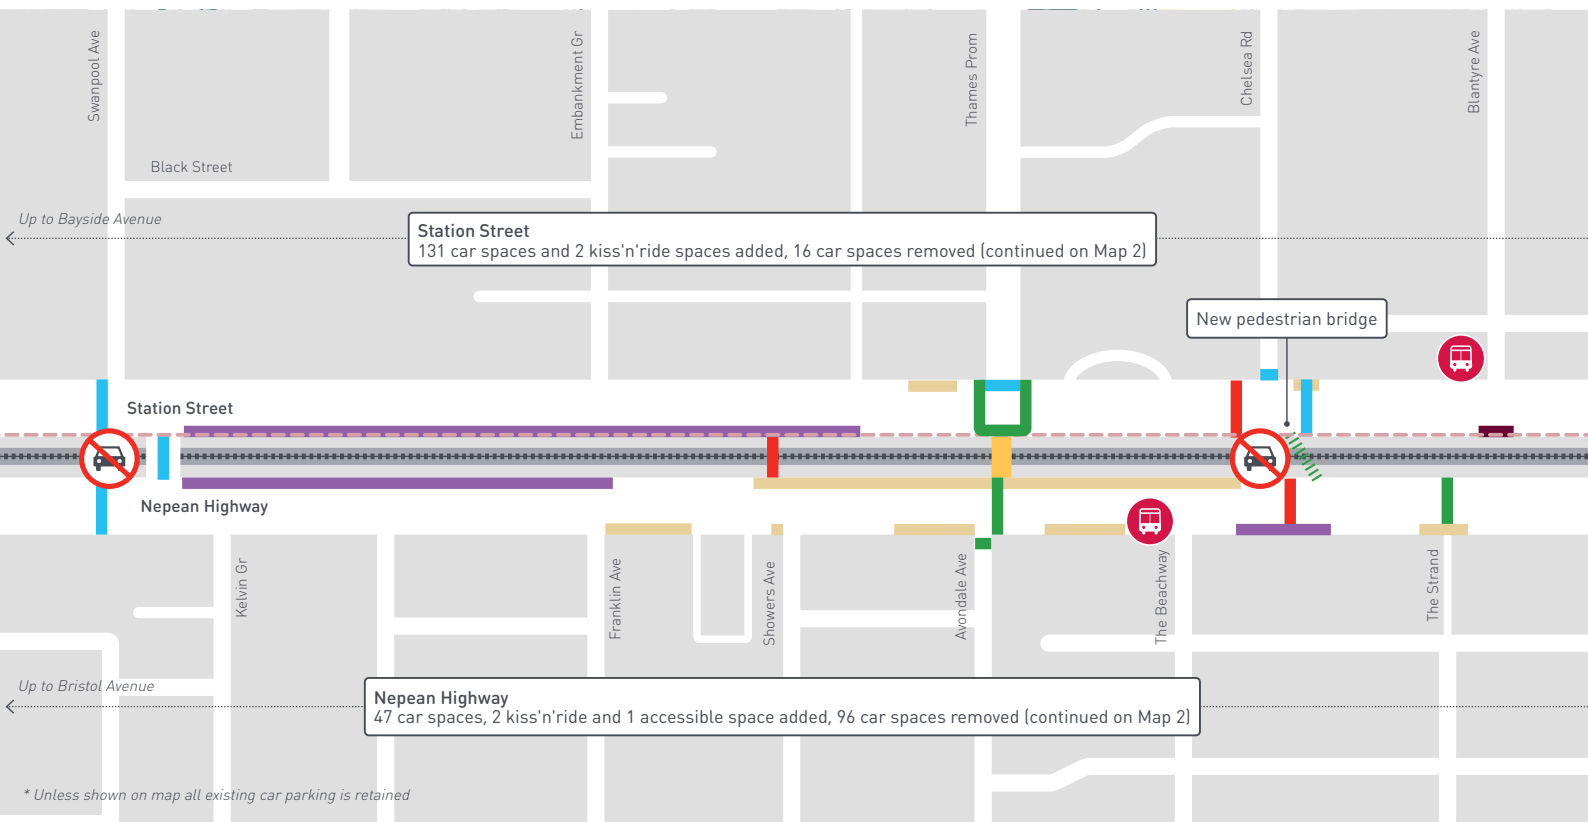 Swanpool Ave
Embankment Gr
Thames Prom
Chelsea Rd
Blantyre Ave
Black Street
Up to Bayside Avenue
Station Street
131 car spaces and 2 kiss'n'ride spaces added, 16 car spaces removed (continued on Map 2)
New pedestrian bridge
Station Street
Nepean Highway
Kelvin Gr
Franklin Ave
Showers Ave
Avondale Ave
The Beachway
The Strand
Up to Bristol Avenue
Nepean Highway
47 car spaces, 2 kiss'n'ride and 1 accessible space added, 96 car spaces removed (continued on Map 2)
* Unless shown on map all existing car parking is retained